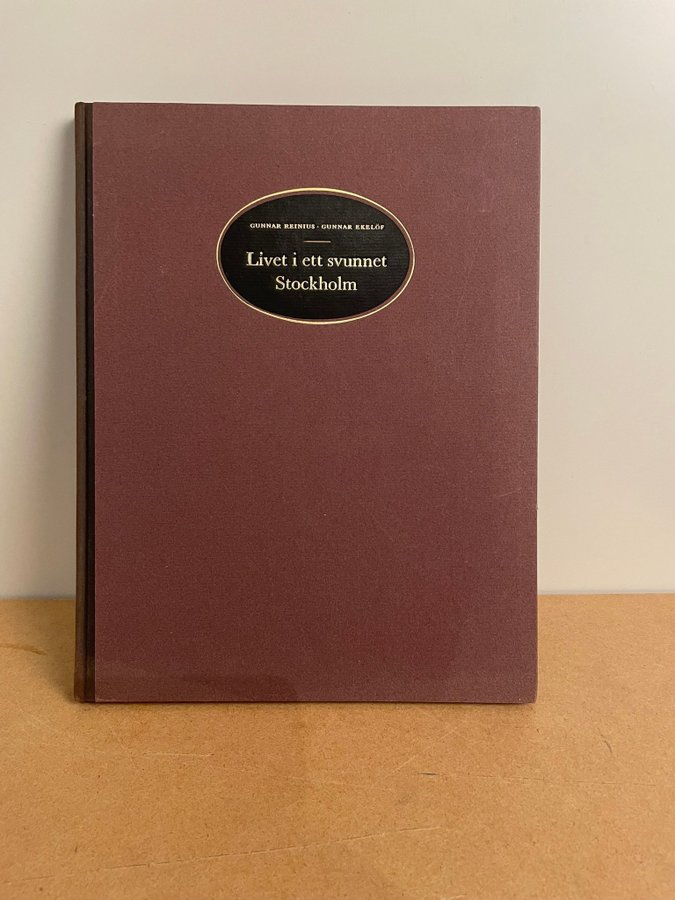 GUNNAR REINIUS · GUNNAR EKELÖF
Livet i ett svunnet
Stockholm